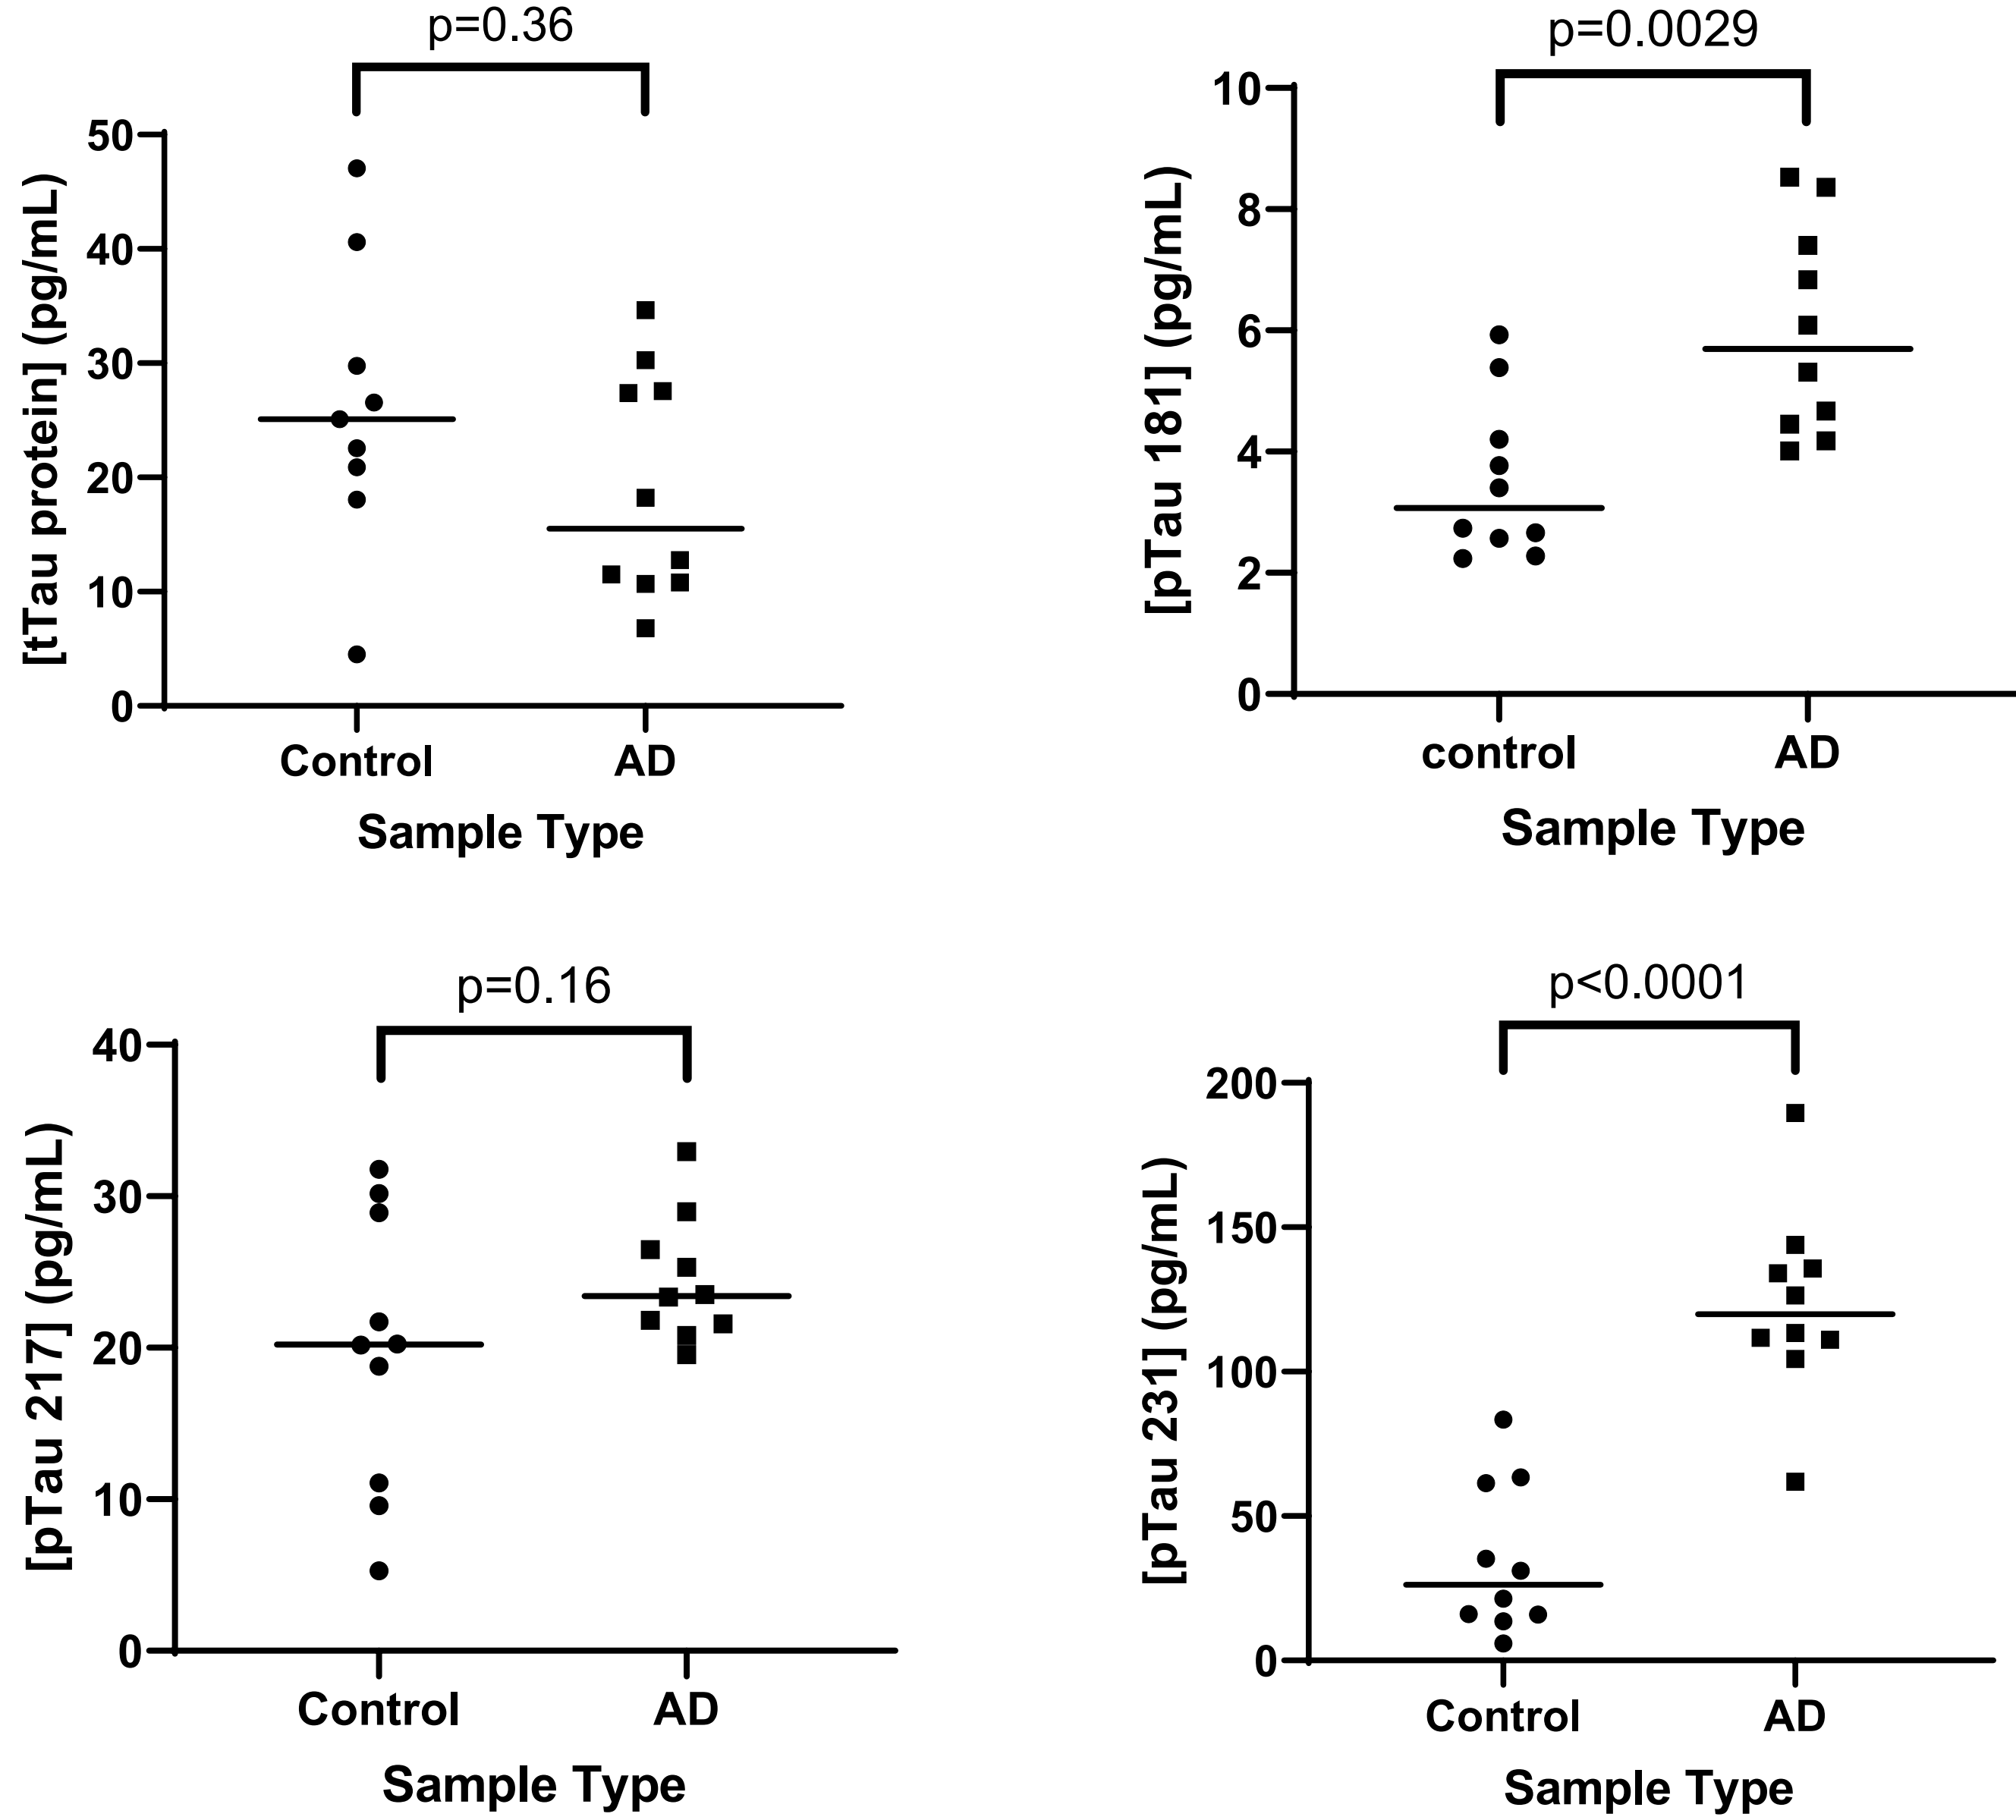 p=0.36
[tTau protein] (pg/mL)
50
40
30
20
10
0
Control AD
Sample Type
p=0.0029
[pTau 181] (pg/mL)
10
8
6
4
2
0
control AD
Sample Type
p=0.16
[pTau 217] (pg/mL)
40
30
20
10
0
Control AD
Sample Type
p<0.0001
[pTau 231] (pg/mL)
200
150
100
50
0
Control AD
Sample Type